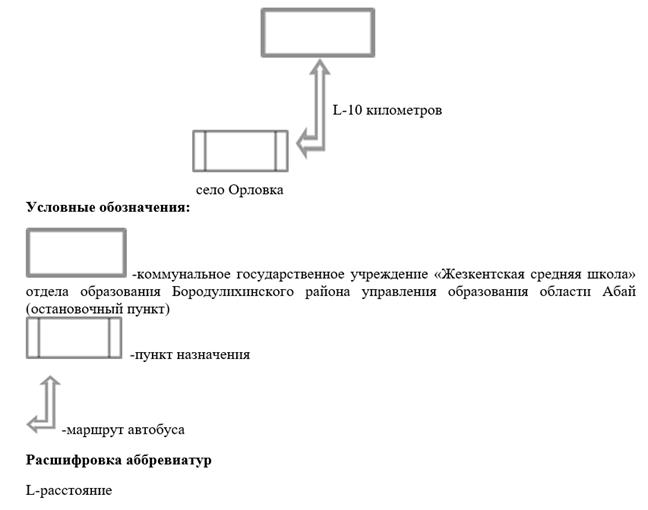 L-10 километров
село Орловка
Условные обозначения:
-коммунальное государственное учреждение «Жезкентская средняя школа»
отдела образования Бородулихинского района управления образования области Абай
(остановочный пункт)
-пункт назначения
-маршрут автобуса
Расшифровка аббревиатур
L-расстояние